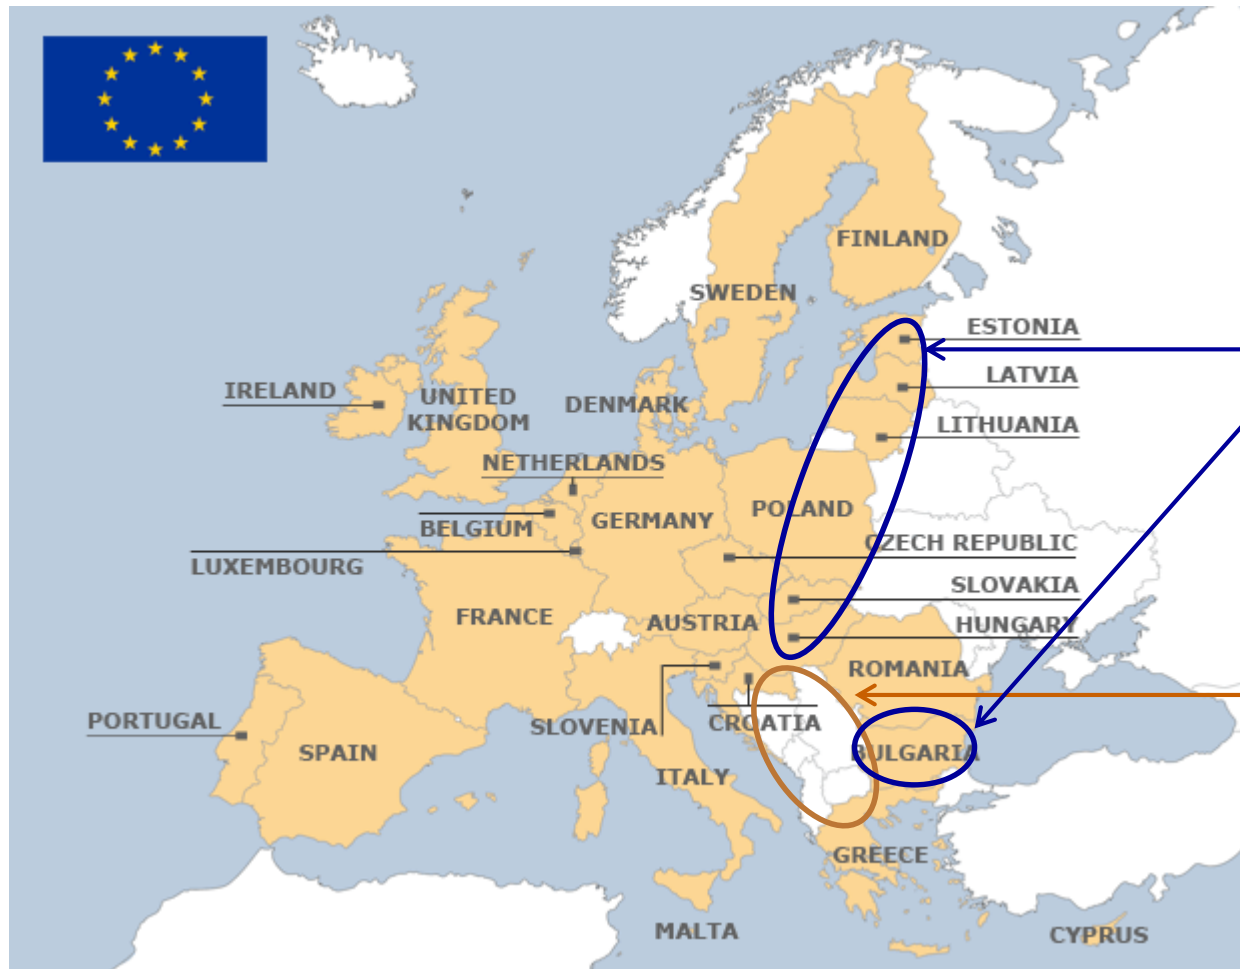 FINLAND
SWEDEN
ESTONIA
LATVIA
IRELAND
UNITED
KINGDOM
DENMARK
LITHUANIA
NETHERLANDS
POLAND
BELGIUM
GERMANY
CZECH REPUBLIC
LUXEMBOURG
SLOVAKIA
FRANCE
AUSTRIA
HUNGARY
ROMANIA
PORTUGAL
SLOVENIA
CROATIA
SPAIN
BULGARIA
ITALY
GREECE
MALTA
CYPRUS